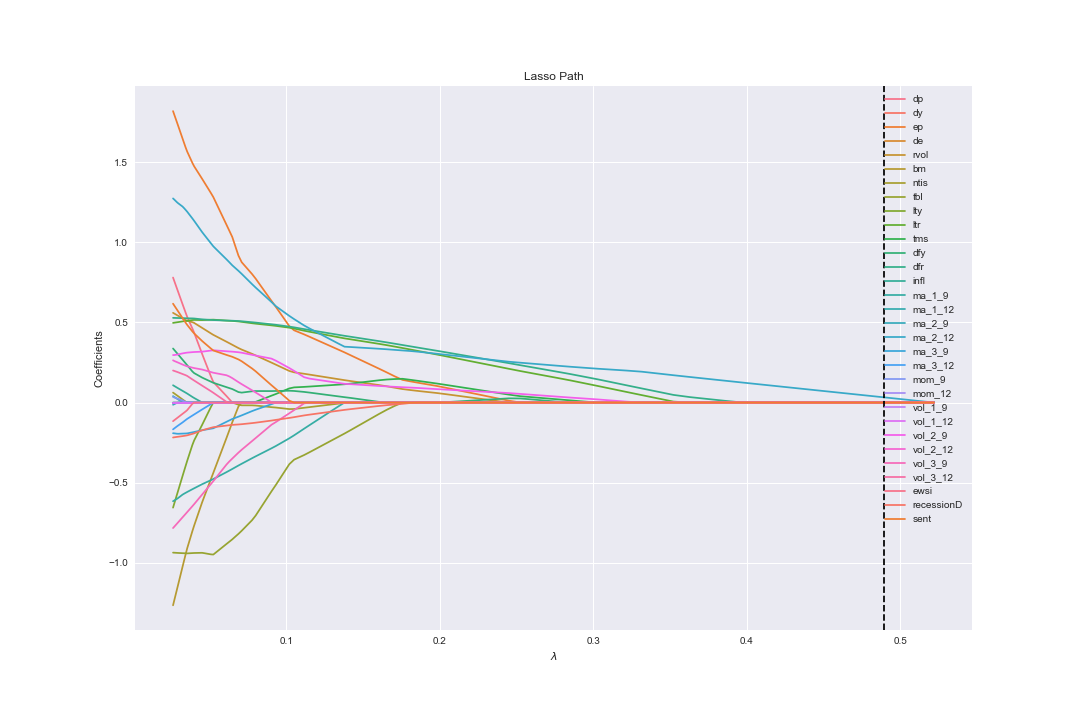 Lasso Path
Coefficients
1.5
1.0
0.5
0.0
−0.5
−1.0
0.1
0.2
0.3
0.4
0.5
λ
dp
dy
ep
de
rvol
bm
ntis
tbl
lty
ltr
tms
dfy
dfr
infl
ma_1_9
ma_1_12
ma_2_9
ma_2_12
ma_3_9
ma_3_12
mom_9
mom_12
vol_1_9
vol_1_12
vol_2_9
vol_2_12
vol_3_9
vol_3_12
ewsi
recessionD
sent